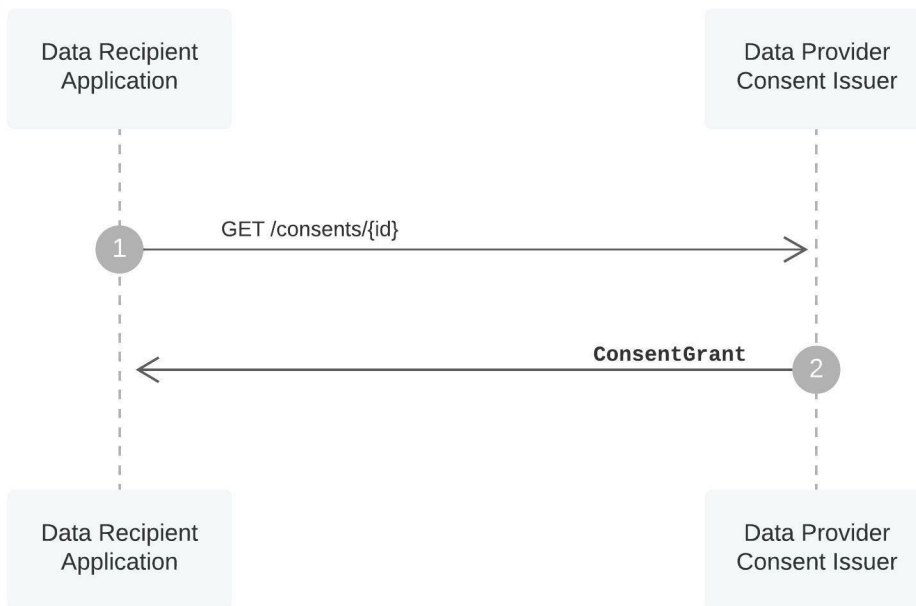 Data Recipient
Application
Data Provider
Consent Issuer
GET /consents/{id}
1
ConsentGrant
2
Data Recipient
Application
Data Provider
Consent Issuer